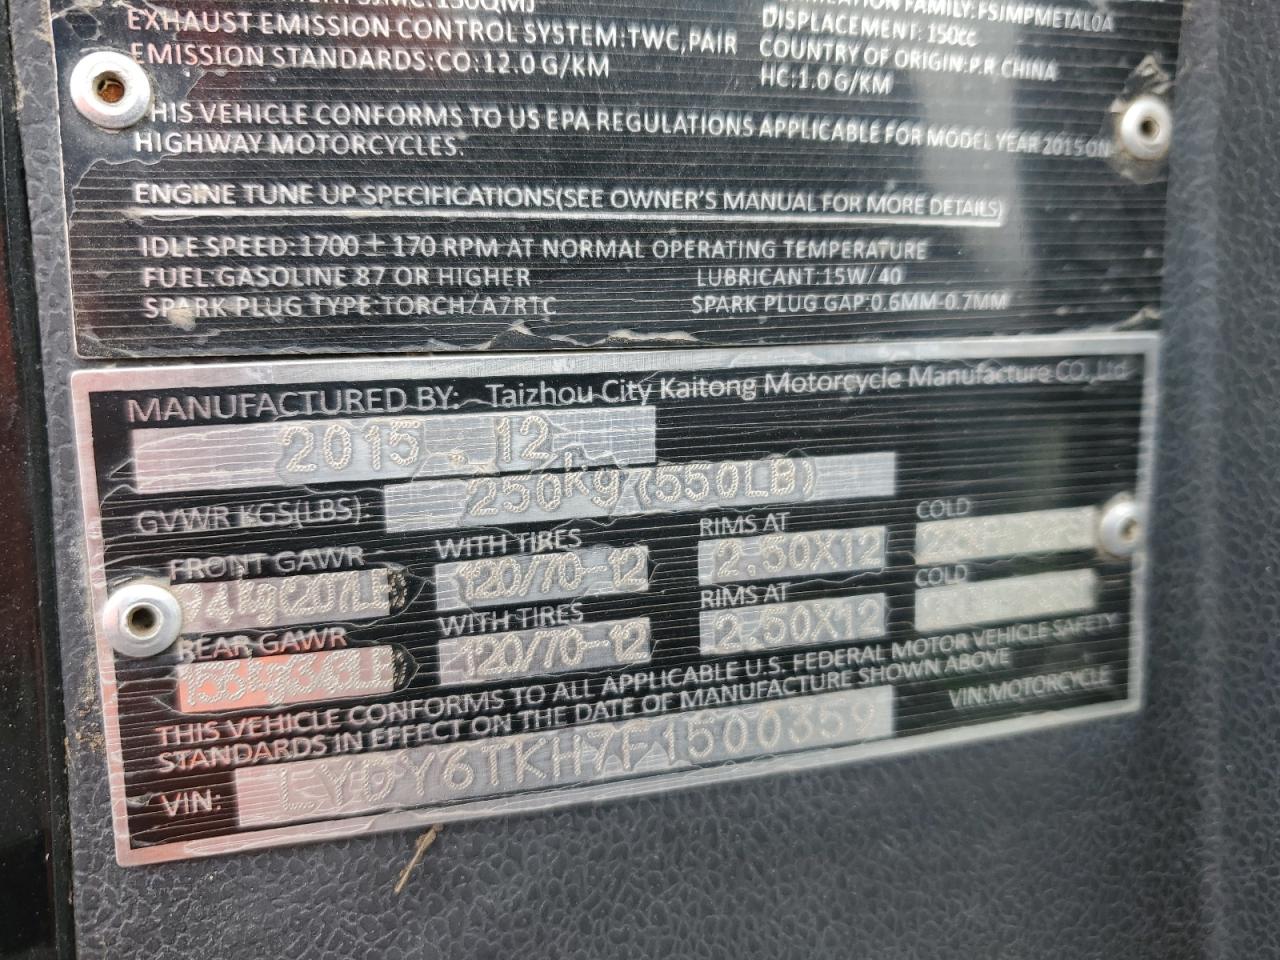 150QMJ
FAMILY:FSJMPMETAL0A
EXHAUST EMISSION CONTROL SYSTEM:TWC,PAIR
DISPLACEMENT:150cc
EMISSION STANDARDS:CO:12.0 G/KM
COUNTRY OF ORIGIN:P.R.CHINA
HC:1.0 G/KM
THIS VEHICLE CONFORMS TO US EPA REGULATIONS APPLICABLE FOR MODEL YEAR 2015 ON
HIGHWAY MOTORCYCLES.
ENGINE TUNE UP SPECIFICATIONS(SEE OWNER'S MANUAL FOR MORE DETAILS)
IDLE SPEED:1700±170 RPM AT NORMAL OPERATING TEMPERATURE
FUEL:GASOLINE 87 OR HIGHER LUBRICANT:15W/40
SPARK PLUG TYPE:TORCH/A7RTC SPARK PLUG GAP:0.6MM-0.7MM
MANUFACTURED BY: Taizhou City Kaitong Motorcycle Manufacture CO.,Ltd
2015.12
GVWR KGS(LBS): 250kg(550LB)
FRONT GAWR WITH TIRES RIMS AT COLD
94kg(207LB) 120/70-12 2.50X12
REAR GAWR WITH TIRES RIMS AT COLD
120/70-12 2.50X12
THIS VEHICLE CONFORMS TO ALL APPLICABLE U.S. FEDERAL MOTOR VEHICLE SAFETY
STANDARDS IN EFFECT ON THE DATE OF MANUFACTURE SHOWN ABOVE
VIN:MOTORCYCLE
VIN: LY0Y6TKH7F1500359